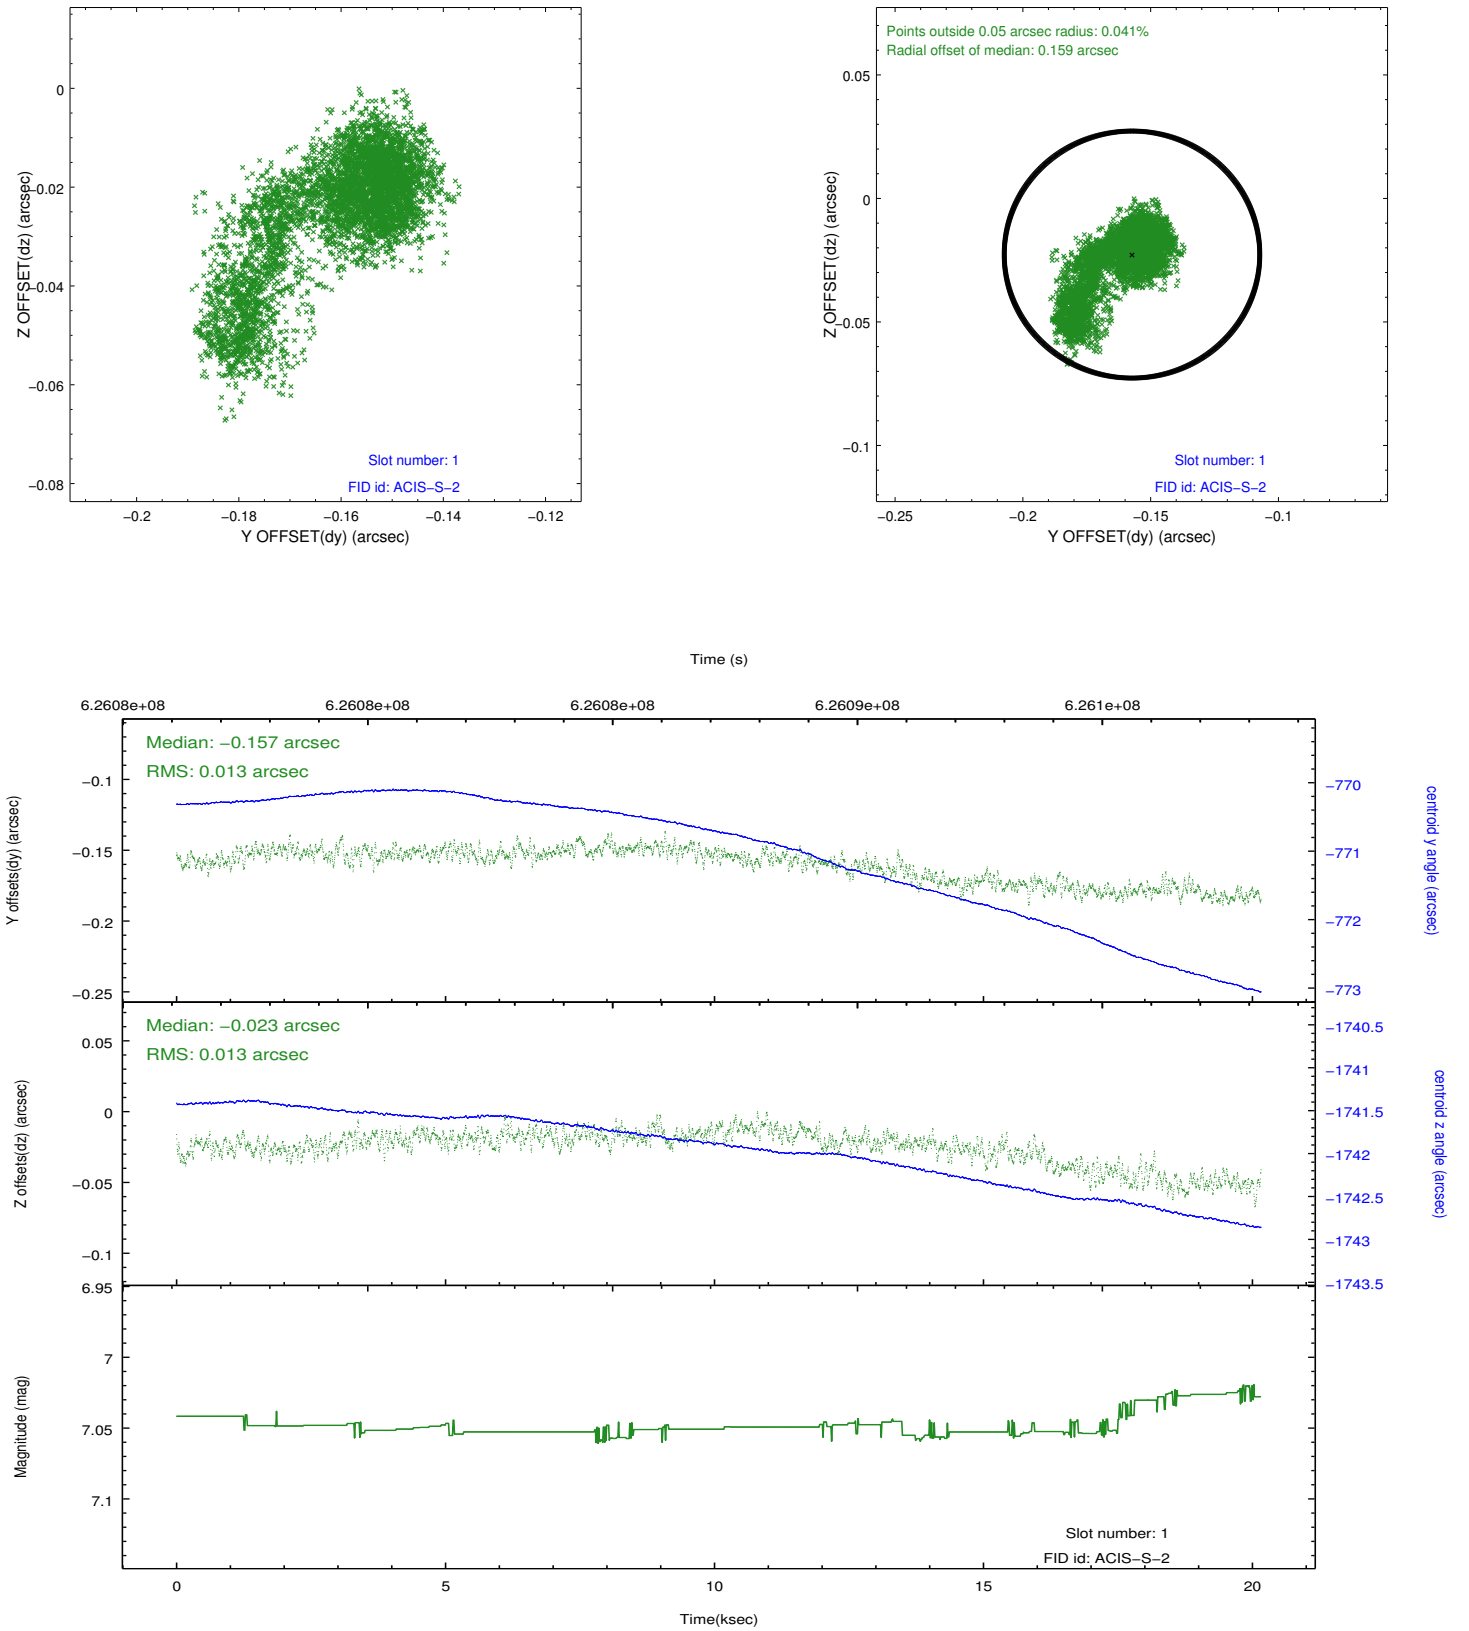 0
−0.02
−0.04
−0.06
−0.08
Z OFFSET(dz) (arcsec)
Slot number: 1
FID id: ACIS−S−2
−0.2
−0.18
−0.16
−0.14
−0.12
Y OFFSET(dy) (arcsec)
Points outside 0.05 arcsec radius: 0.041%
Radial offset of median: 0.159 arcsec
0.05
0
−0.05
−0.1
Z OFFSET(dz) (arcsec)
Slot number: 1
FID id: ACIS−S−2
−0.25
−0.2
−0.15
−0.1
Y OFFSET(dy) (arcsec)
Time (s)
6.2608e+08
6.2608e+08
6.2608e+08
6.2609e+08
6.261e+08
Median: −0.157 arcsec
RMS: 0.013 arcsec
−0.1
−0.15
−0.2
−0.25
Y offsets(dy) (arcsec)
−770
−771
−772
−773
centroid y angle (arcsec)
Median: −0.023 arcsec
RMS: 0.013 arcsec
0.05
0
−0.05
−0.1
Z offsets(dz) (arcsec)
−1740.5
−1741
−1741.5
−1742
−1742.5
−1743
−1743.5
centroid z angle (arcsec)
6.95
7
7.05
7.1
Magnitude (mag)
Slot number: 1
FID id: ACIS−S−2
0
5
10
15
20
Time(ksec)